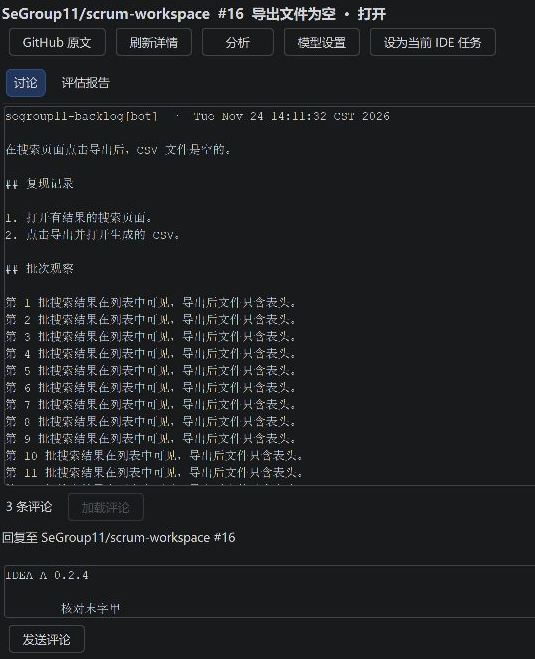 SeGroup11/scrum-workspace #16 导出文件为空 · 打开
GitHub 原文 刷新详情 分析 模型设置 设为当前 IDE 任务
讨论 评估报告
segroup11-backlog[bot] · Tue Nov 24 14:11:32 CST 2026
在搜索页面点击导出后，CSV 文件是空的。
## 复现记录
1. 打开有结果的搜索页面。
2. 点击导出并打开生成的 CSV。
## 批次观察
第 1 批搜索结果在列表中可见，导出后文件只含表头。
第 2 批搜索结果在列表中可见，导出后文件只含表头。
第 3 批搜索结果在列表中可见，导出后文件只含表头。
第 4 批搜索结果在列表中可见，导出后文件只含表头。
第 5 批搜索结果在列表中可见，导出后文件只含表头。
第 6 批搜索结果在列表中可见，导出后文件只含表头。
第 7 批搜索结果在列表中可见，导出后文件只含表头。
第 8 批搜索结果在列表中可见，导出后文件只含表头。
第 9 批搜索结果在列表中可见，导出后文件只含表头。
第 10 批搜索结果在列表中可见，导出后文件只含表头。
第 11 批搜索结果在列表中可见，导出后文件只含表头。
3 条评论 加载评论
回复至 SeGroup11/scrum-workspace #16
IDEA A 0.2.4
核对末字甲
发送评论